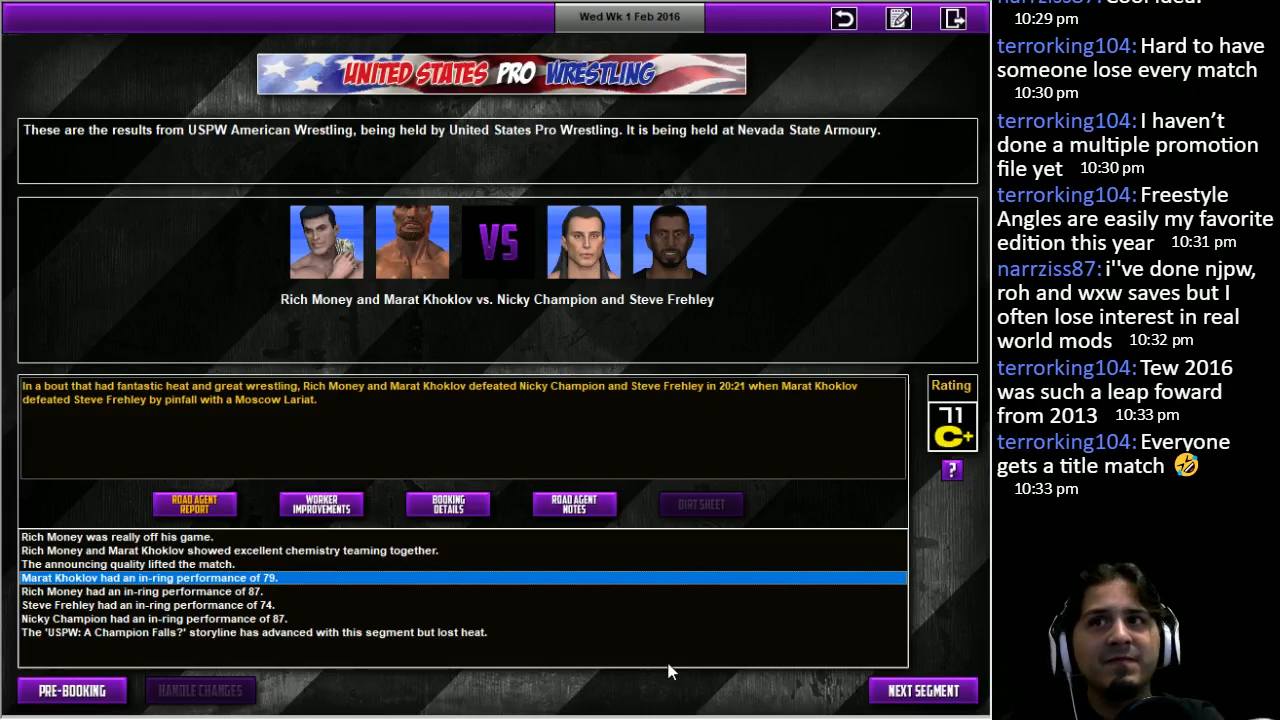 Wed Wk 1 Feb 2016
UNITED STATES PRO WRESTLING
These are the results from USPW American Wrestling, being held by United States Pro Wrestling. It is being held at Nevada State Armoury.
VS
Rich Money and Marat Khoklov vs. Nicky Champion and Steve Frehley
In a bout that had fantastic heat and great wrestling, Rich Money and Marat Khoklov defeated Nicky Champion and Steve Frehley in 20:21 when Marat Khoklov
defeated Steve Frehley by pinfall with a Moscow Lariat.
Rating
71
C+
?
ROAD AGENT
REPORT
WORKER
IMPROVEMENTS
BOOKING
DETAILS
ROAD AGENT
NOTES
DIRT SHEET
Rich Money was really off his game.
Rich Money and Marat Khoklov showed excellent chemistry teaming together.
The announcing quality lifted the match.
Marat Khoklov had an in-ring performance of 79.
Rich Money had an in-ring performance of 87.
Steve Frehley had an in-ring performance of 74.
Nicky Champion had an in-ring performance of 87.
The 'USPW: A Champion Falls?' storyline has advanced with this segment but lost heat.
PRE-BOOKING
HANDLE CHANGES
NEXT SEGMENT
10:29 pm
terrorking104: Hard to have
someone lose every match
10:30 pm
terrorking104: I haven't
done a multiple promotion
file yet 10:30 pm
terrorking104: Freestyle
Angles are easily my favorite
edition this year 10:31 pm
narrziss87: i''ve done njpw,
roh and wxw saves but I
often lose interest in real
world mods 10:32 pm
terrorking104: Tew 2016
was such a leap foward
from 2013 10:33 pm
terrorking104: Everyone
gets a title match 🤣
10:33 pm